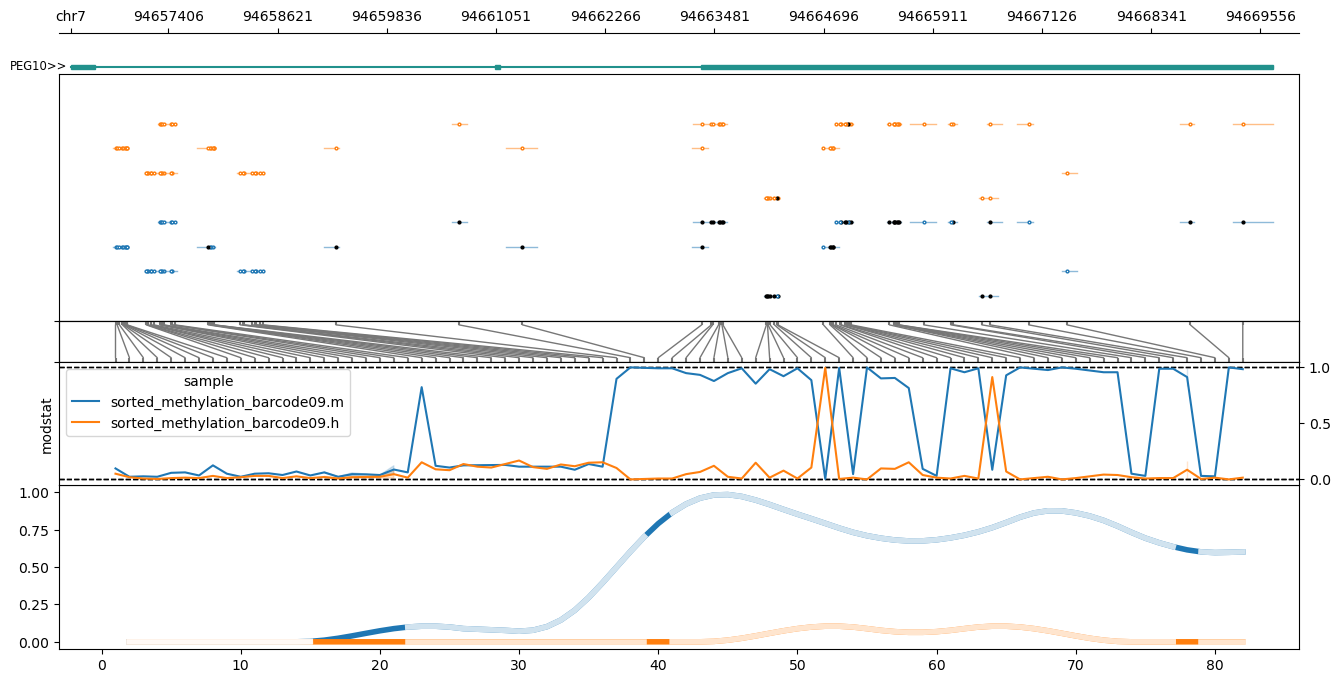 chr7 94657406 94658621 94659836 94661051 94662266 94663481 94664696 94665911 94667126 94668341 94669556
PEG10>>
sample
sorted_methylation_barcode09.m
sorted_methylation_barcode09.h
modstat
1.0
0.5
0.0
1.00
0.75
0.50
0.25
0.00
0 10 20 30 40 50 60 70 80